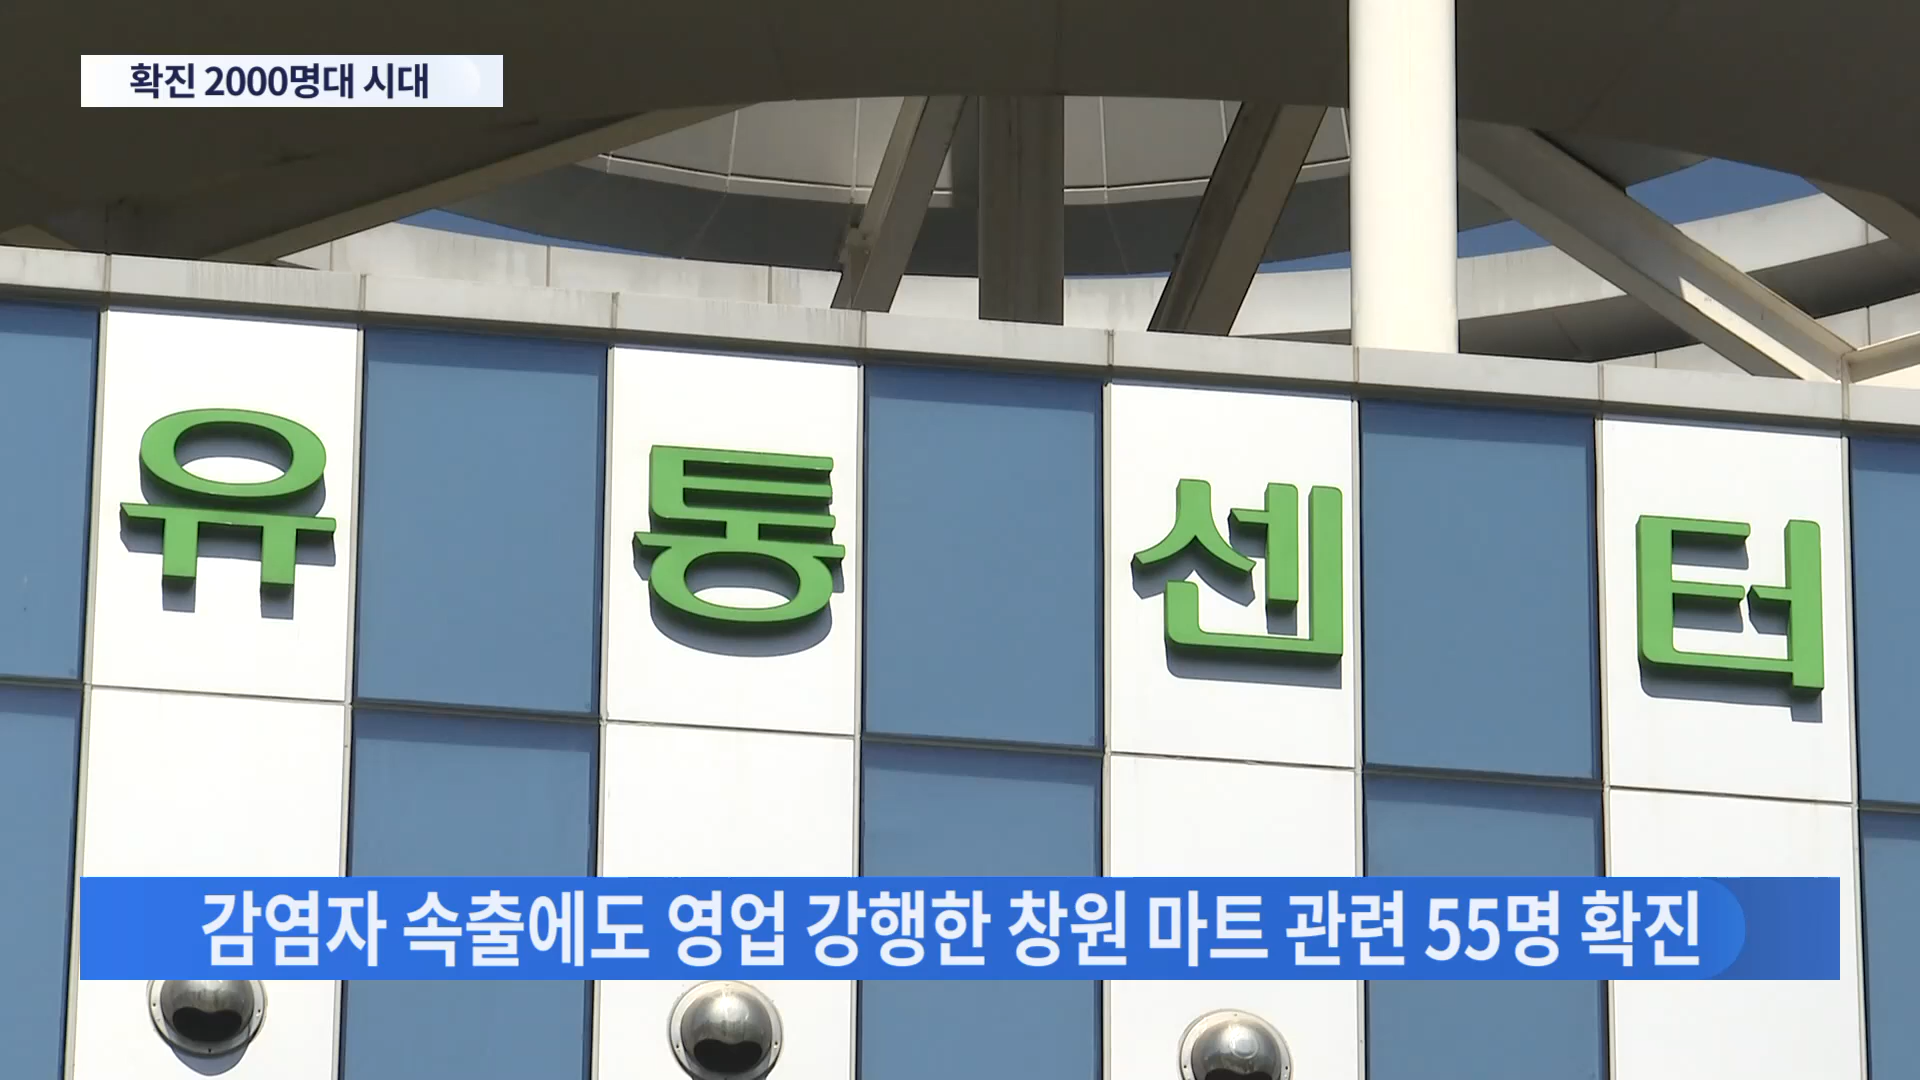 확진 2000명대 시대
유통센터
감염자 속출에도 영업 강행한 창원 마트 관련 55명 확진